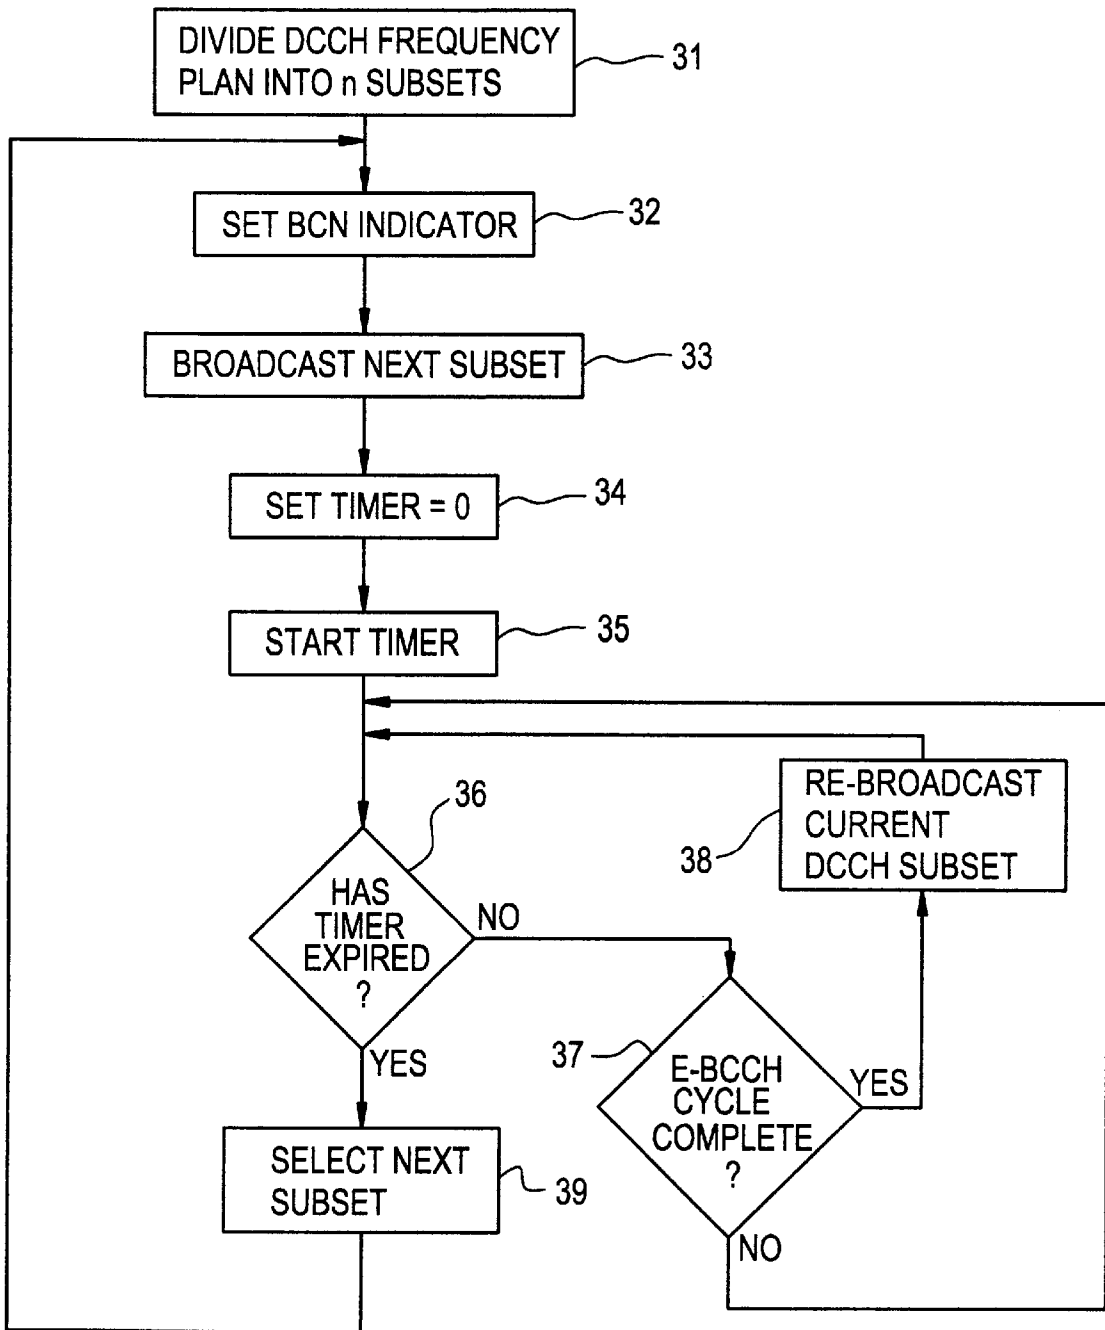 DIVIDE DCCH FREQUENCY
PLAN INTO n SUBSETS
31
SET BCN INDICATOR
32
BROADCAST NEXT SUBSET
33
SET TIMER = 0
34
START TIMER
35
36
HAS
TIMER
EXPIRED
?
NO
YES
RE-BROADCAST
CURRENT
DCCH SUBSET
38
37
E-BCCH
CYCLE
COMPLETE
?
YES
NO
SELECT NEXT
SUBSET
39